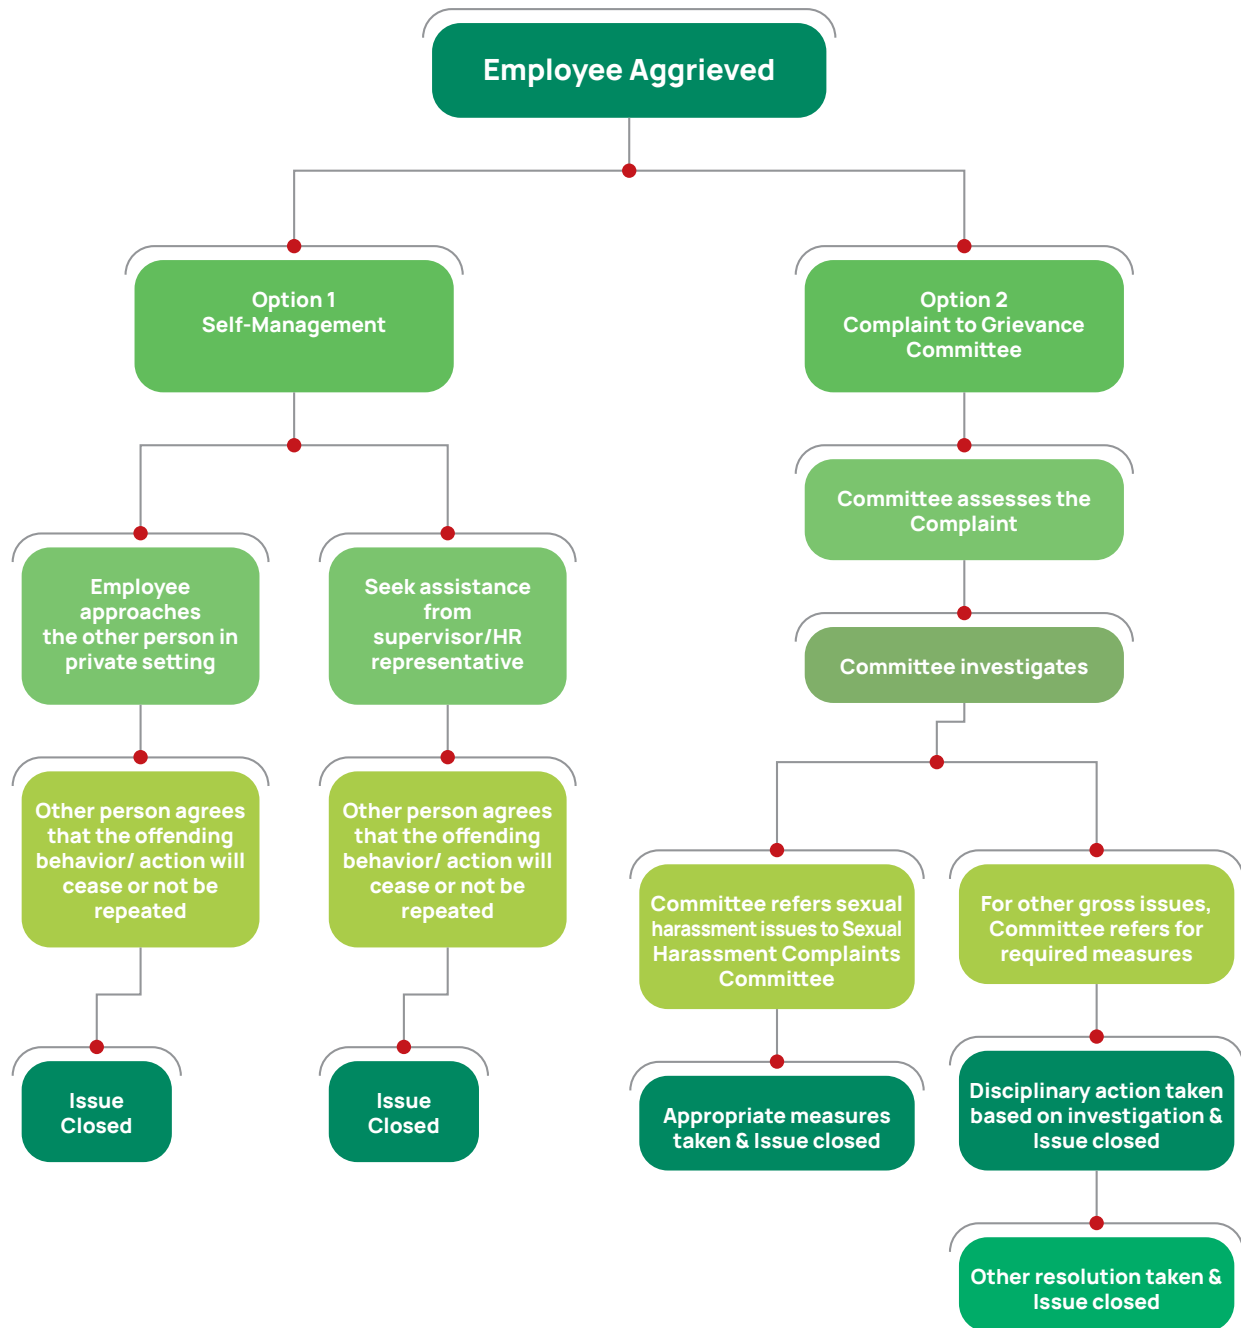 Employee Aggrieved
Option 1
Self-Management
Option 2
Complaint to Grievance
Committee
Committee assesses the
Complaint
Employee
approaches
the other person in
private setting
Seek assistance
from
supervisor/HR
representative
Committee investigates
Other person agrees
that the offending
behavior/ action will
cease or not be
repeated
Other person agrees
that the offending
behavior/ action will
cease or not be
repeated
Committee refers sexual
harassment issues to Sexual
Harassment Complaints
Committee
For other gross issues,
Committee refers for
required measures
Issue
Closed
Issue
Closed
Appropriate measures
taken & Issue closed
Disciplinary action taken
based on investigation &
Issue closed
Other resolution taken &
Issue closed